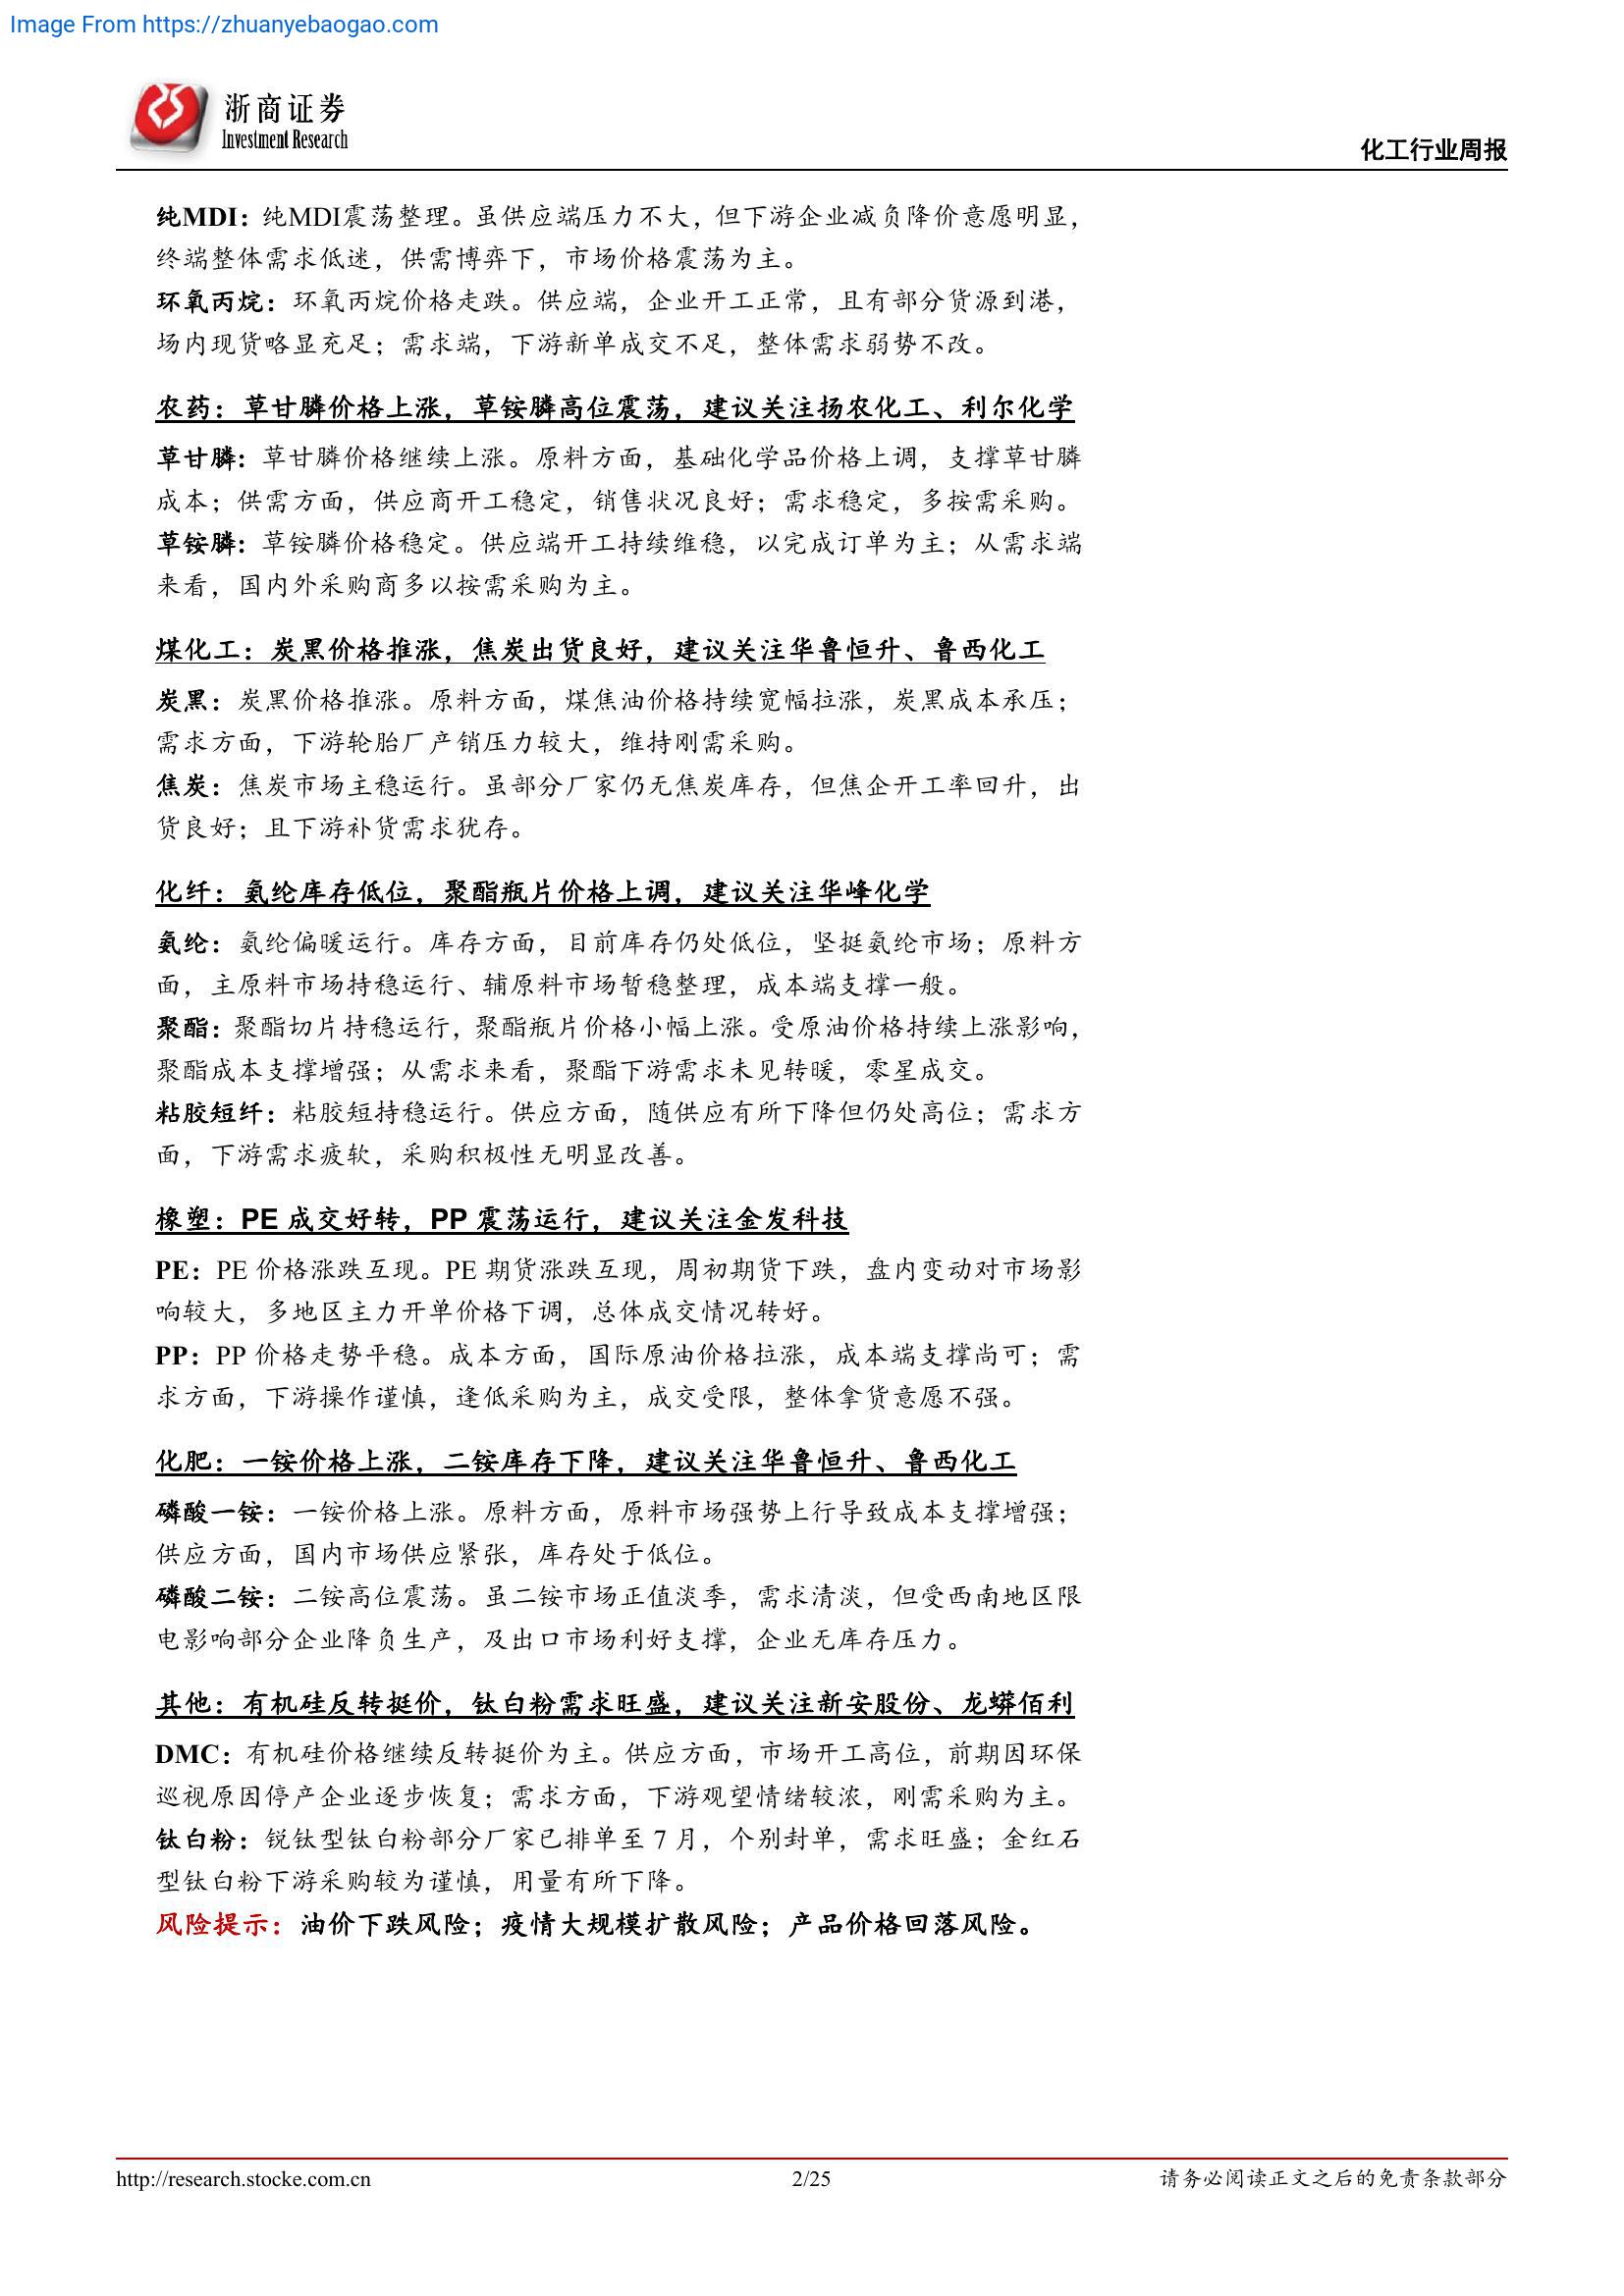 Image From https://zhuanyebaogao.com
浙商证券
Investment Research
化工行业周报
纯MDI：纯MDI震荡整理。虽供应端压力不大，但下游企业减负降价意愿明显，
终端整体需求低迷，供需博弈下，市场价格震荡为主。
环氧丙烷：环氧丙烷价格走跌。供应端，企业开工正常，且有部分货源到港，
场内现货略显充足；需求端，下游新单成交不足，整体需求弱势不改。
农药：草甘膦价格上涨，草铵膦高位震荡，建议关注扬农化工、利尔化学
草甘膦：草甘膦价格继续上涨。原料方面，基础化学品价格上调，支撑草甘膦
成本；供需方面，供应商开工稳定，销售状况良好；需求稳定，多按需采购。
草铵膦：草铵膦价格稳定。供应端开工持续维稳，以完成订单为主；从需求端
来看，国内外采购商多以按需采购为主。
煤化工：炭黑价格推涨，焦炭出货良好，建议关注华鲁恒升、鲁西化工
炭黑：炭黑价格推涨。原料方面，煤焦油价格持续宽幅拉涨，炭黑成本承压；
需求方面，下游轮胎厂产销压力较大，维持刚需采购。
焦炭：焦炭市场主稳运行。虽部分厂家仍无焦炭库存，但焦企开工率回升，出
货良好；且下游补货需求犹存。
化纤：氨纶库存低位，聚酯瓶片价格上调，建议关注华峰化学
氨纶：氨纶偏暖运行。库存方面，目前库存仍处低位，坚挺氨纶市场；原料方
面，主原料市场持稳运行、辅原料市场暂稳整理，成本端支撑一般。
聚酯：聚酯切片持稳运行，聚酯瓶片价格小幅上涨。受原油价格持续上涨影响，
聚酯成本支撑增强；从需求来看，聚酯下游需求未见转暖，零星成交。
粘胶短纤：粘胶短持稳运行。供应方面，随供应有所下降但仍处高位；需求方
面，下游需求疲软，采购积极性无明显改善。
橡塑：PE 成交好转，PP 震荡运行，建议关注金发科技
PE：PE 价格涨跌互现。PE 期货涨跌互现，周初期货下跌，盘内变动对市场影
响较大，多地区主力开单价格下调，总体成交情况转好。
PP：PP 价格走势平稳。成本方面，国际原油价格拉涨，成本端支撑尚可；需
求方面，下游操作谨慎，逢低采购为主，成交受限，整体拿货意愿不强。
化肥：一铵价格上涨，二铵库存下降，建议关注华鲁恒升、鲁西化工
磷酸一铵：一铵价格上涨。原料方面，原料市场强势上行导致成本支撑增强；
供应方面，国内市场供应紧张，库存处于低位。
磷酸二铵：二铵高位震荡。虽二铵市场正值淡季，需求清淡，但受西南地区限
电影响部分企业降负生产，及出口市场利好支撑，企业无库存压力。
其他：有机硅反转挺价，钛白粉需求旺盛，建议关注新安股份、龙蟒佰利
DMC：有机硅价格继续反转挺价为主。供应方面，市场开工高位，前期因环保
巡视原因停产企业逐步恢复；需求方面，下游观望情绪较浓，刚需采购为主。
钛白粉：锐钛型钛白粉部分厂家已排单至 7 月，个别封单，需求旺盛；金红石
型钛白粉下游采购较为谨慎，用量有所下降。
风险提示：油价下跌风险；疫情大规模扩散风险；产品价格回落风险。
http://research.stocke.com.cn
2/25
请务必阅读正文之后的免责条款部分